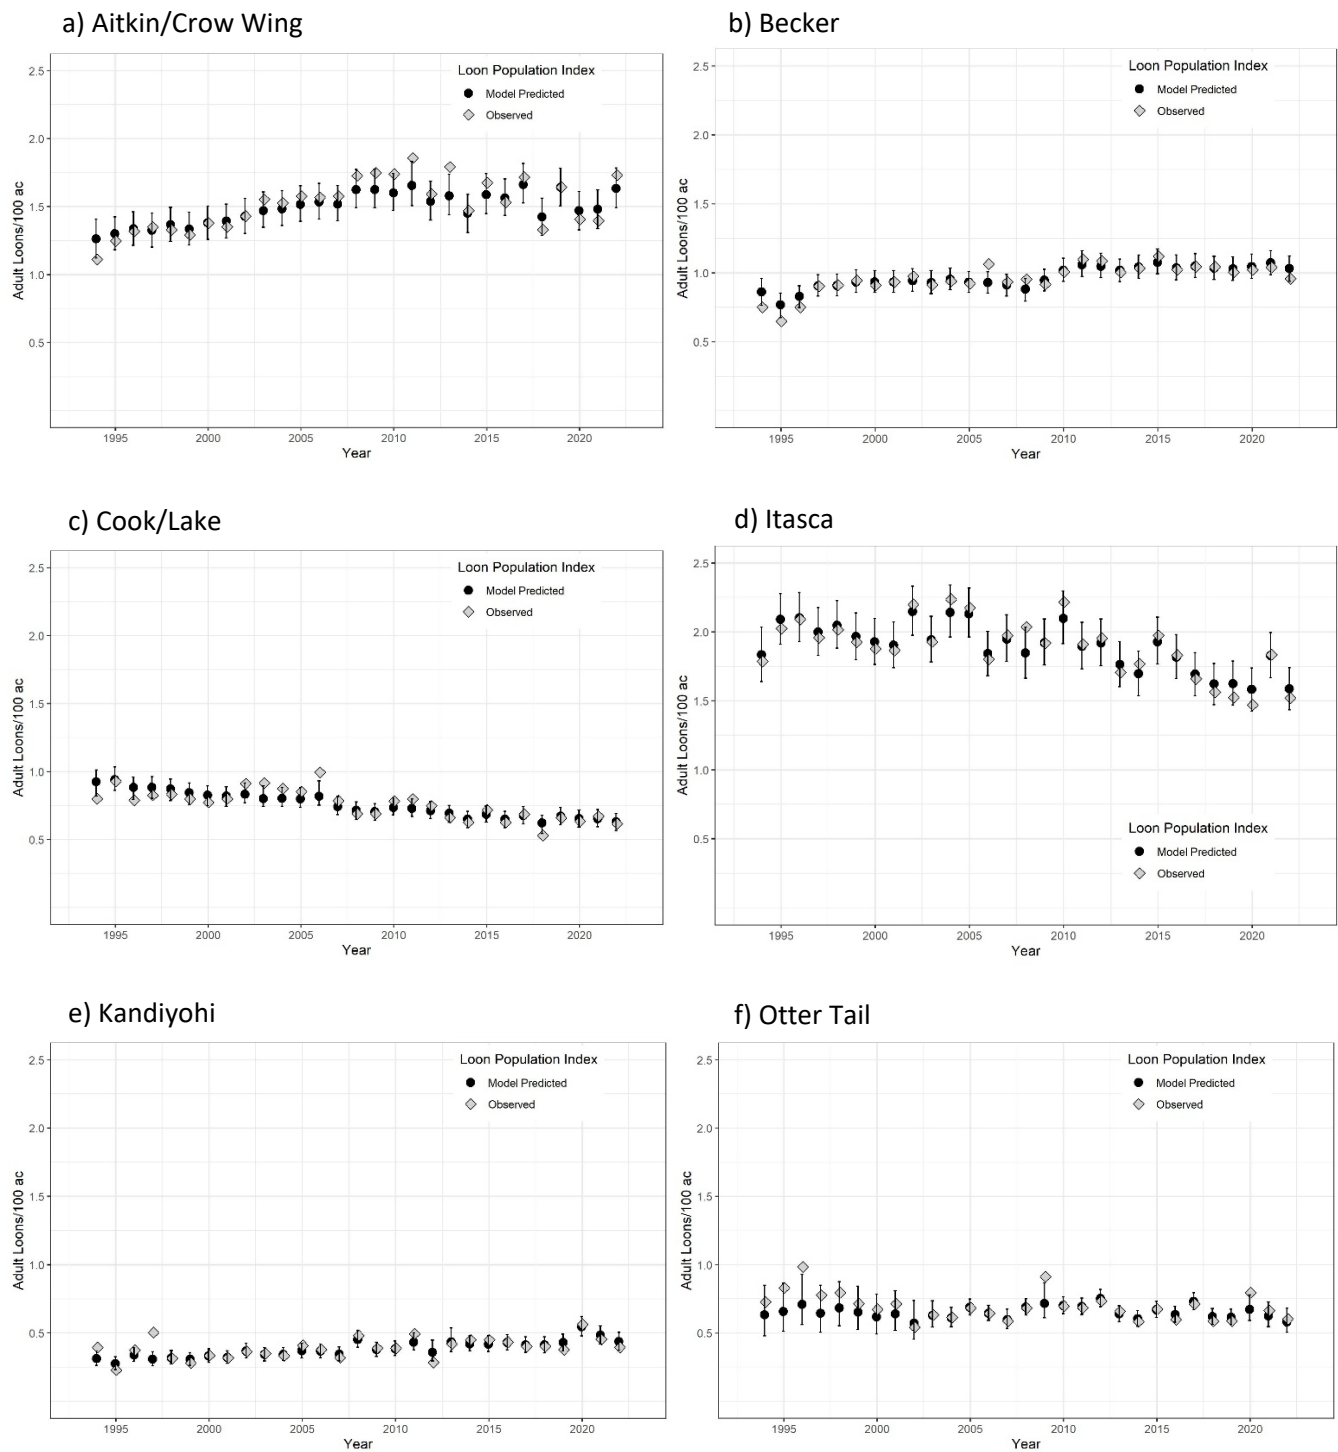 a) Aitkin/Crow Wing
Loon Population Index
Model Predicted
Observed
2.5
2.0
1.5
1.0
0.5
Adult Loons/100 ac
1995 2000 2005 2010 2015 2020
Year
b) Becker
Loon Population Index
Model Predicted
Observed
2.5
2.0
1.5
1.0
0.5
Adult Loons/100 ac
1995 2000 2005 2010 2015 2020
Year
c) Cook/Lake
Loon Population Index
Model Predicted
Observed
2.5
2.0
1.5
1.0
0.5
Adult Loons/100 ac
1995 2000 2005 2010 2015 2020
Year
d) Itasca
2.5
2.0
1.5
1.0
0.5
Adult Loons/100 ac
Loon Population Index
Model Predicted
Observed
1995 2000 2005 2010 2015 2020
Year
e) Kandiyohi
Loon Population Index
Model Predicted
Observed
2.5
2.0
1.5
1.0
0.5
Adult Loons/100 ac
1995 2000 2005 2010 2015 2020
Year
f) Otter Tail
Loon Population Index
Model Predicted
Observed
2.5
2.0
1.5
1.0
0.5
Adult Loons/100 ac
1995 2000 2005 2010 2015 2020
Year